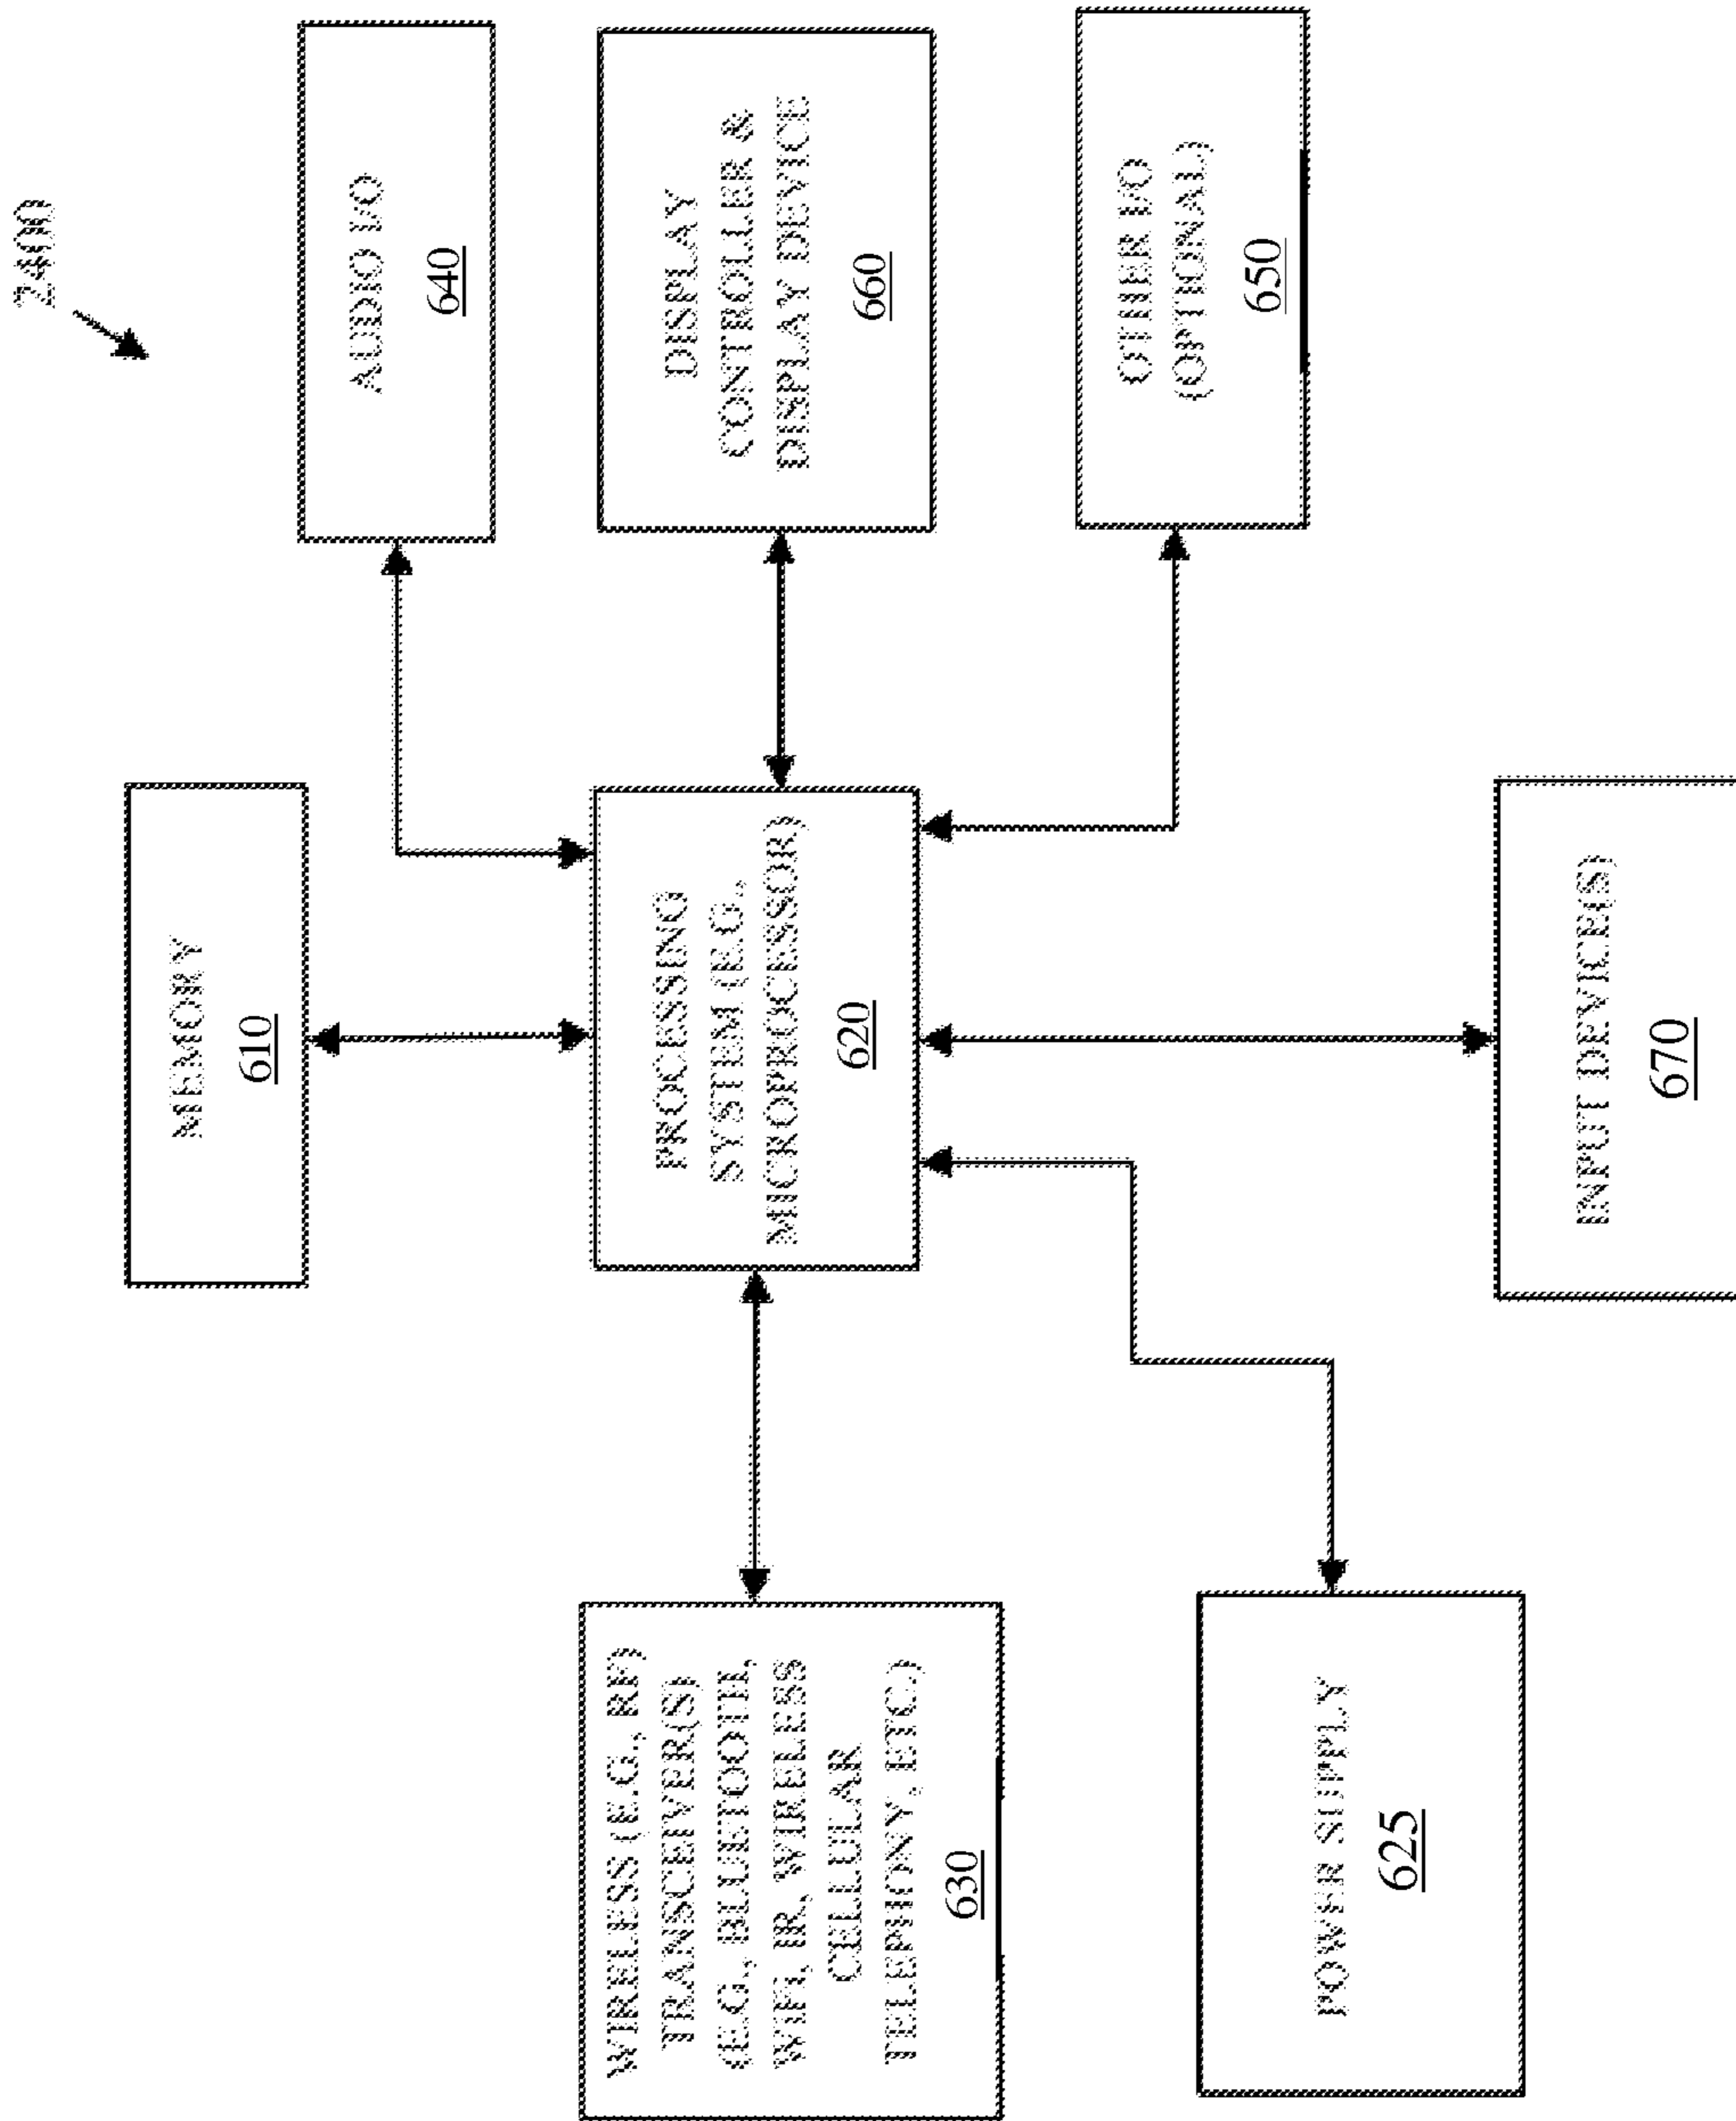 2400
MEMORY
610
AUDIO I/O
640
WIRELESS (E.G., RF)
TRANSCEIVER(S)
(E.G., BLUETOOTH,
WIFI, IR, WIRELESS
CELLULAR
TELEPHONY, ETC.)
630
PROCESSING
SYSTEM (E.G.,
MICROPROCESSOR)
620
DISPLAY
CONTROLLER &
DISPLAY DEVICE
660
OTHER I/O
(OPTIONAL)
650
POWER SUPPLY
625
INPUT DEVICE(S)
670